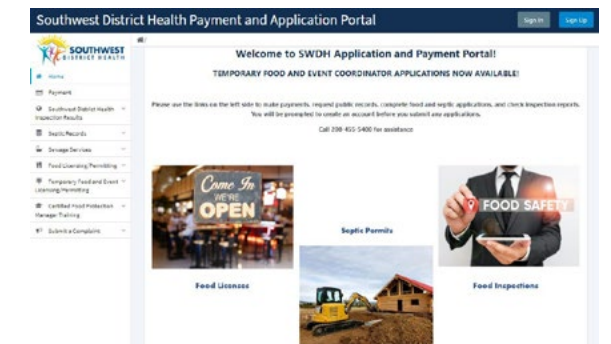 Southwest District Health Payment and Application Portal
Sign In
Sign Up
SOUTHWEST
DISTRICT HEALTH
Home
Payment
Southwest District Health
Inspection Results
Septic Records
Sewage Services
Food Licensing/Permitting
Temporary Food and Event
Licensing/Permitting
Certified Food Protection
Manager Training
Submit a Complaint
Welcome to SWDH Application and Payment Portal!
TEMPORARY FOOD AND EVENT COORDINATOR APPLICATIONS NOW AVAILABLE!
Please use the links on the left side to make payments, request public records, complete food and septic applications, and check inspection reports.
You will be prompted to create an account before you submit any applications.
Call 208-455-5400 for assistance
Come In
WE'RE
OPEN
FOOD SAFETY
Septic Permits
Food Licenses
Food Inspections